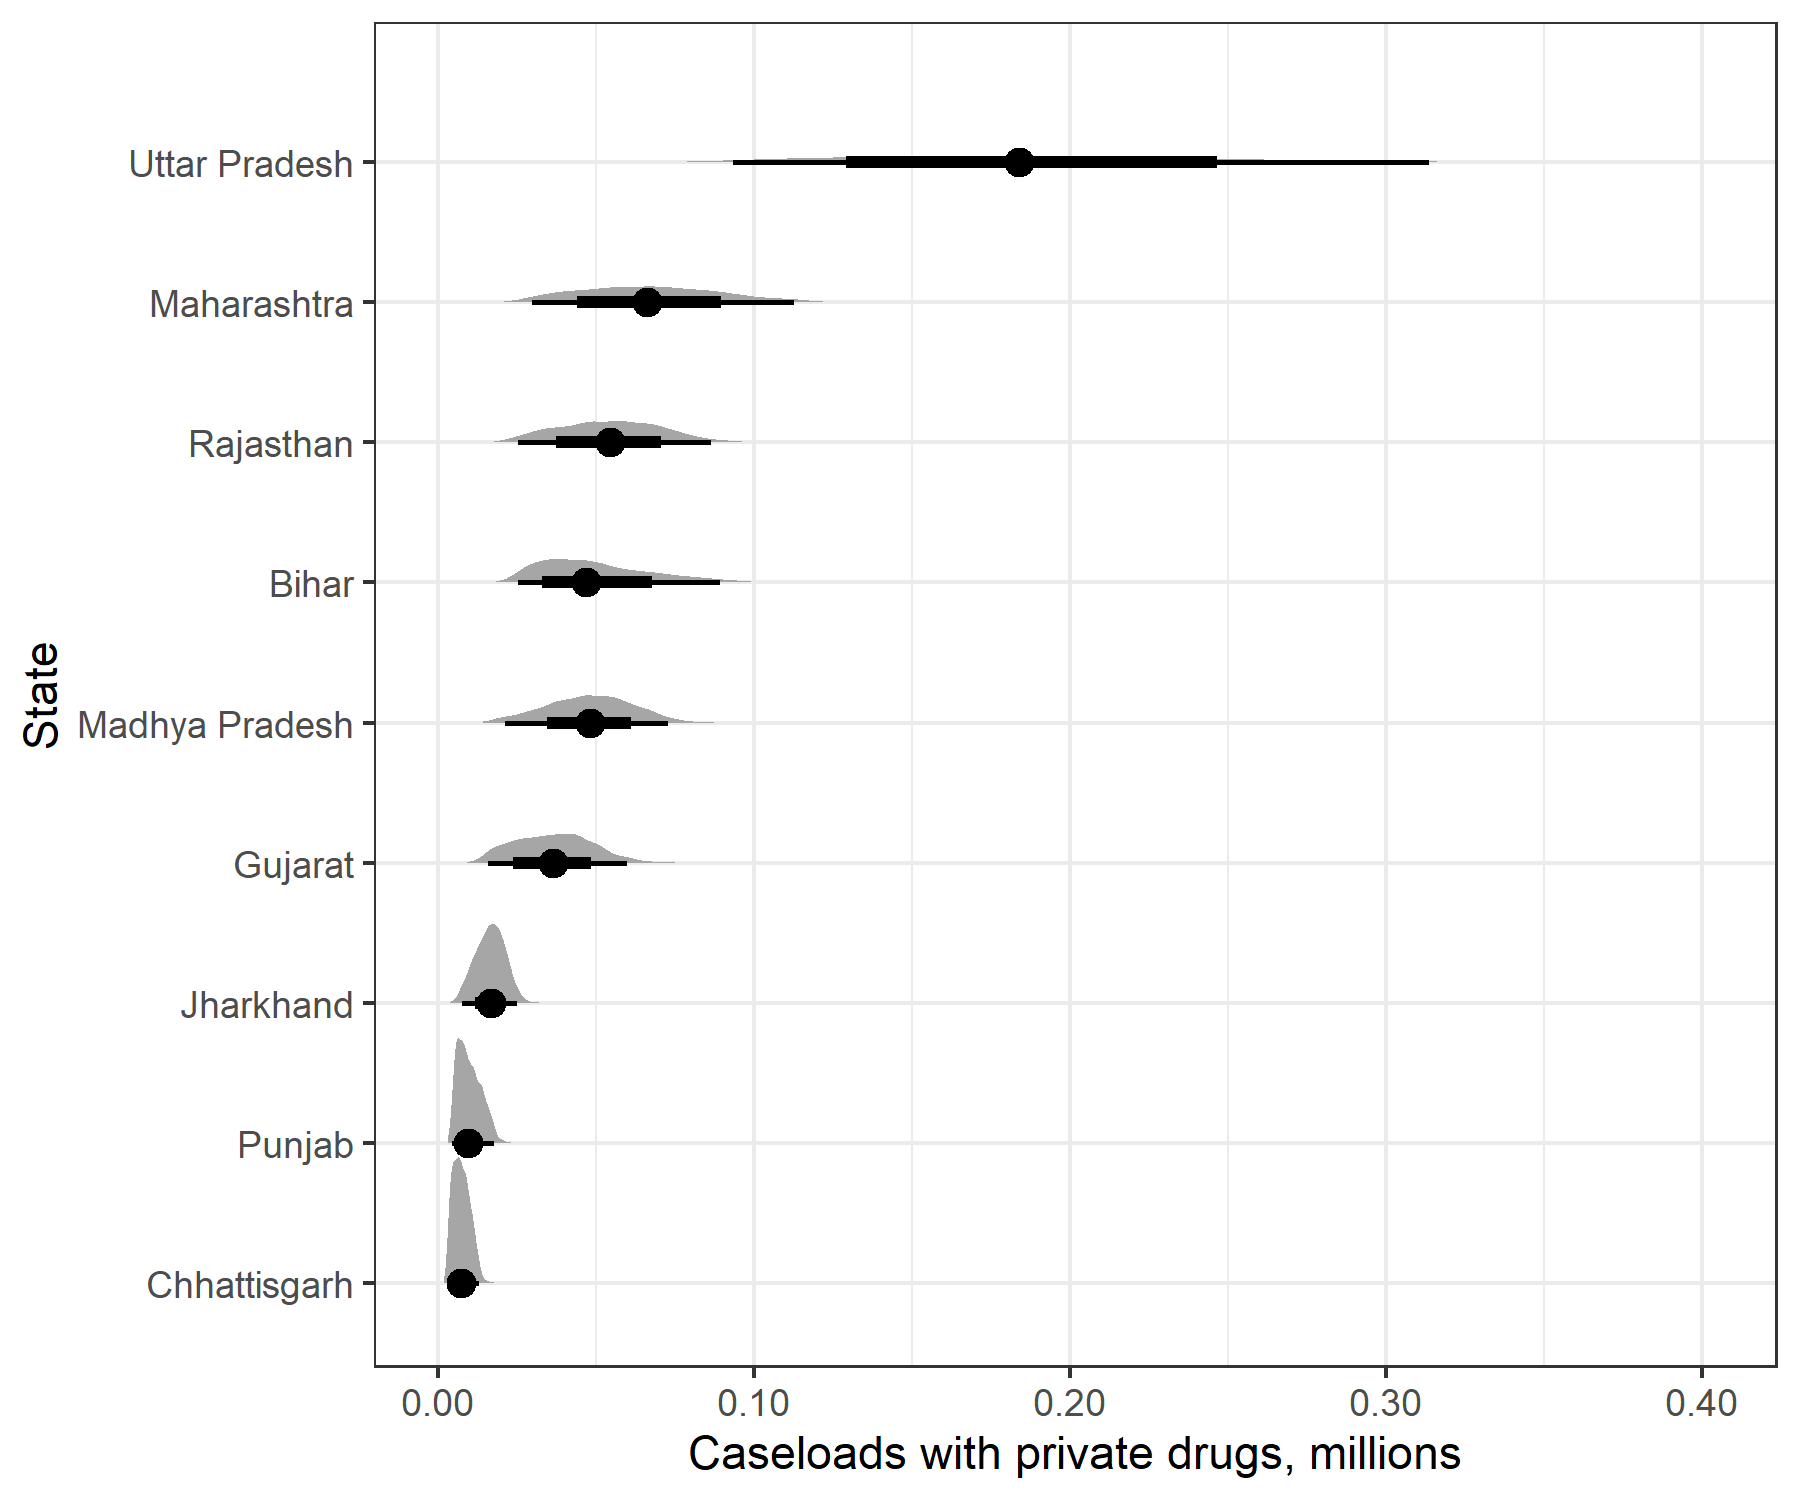 Uttar Pradesh
Maharashtra
Rajasthan
Bihar
Madhya Pradesh
Gujarat
Jharkhand
Punjab
Chhattisgarh
State
0.00 0.10 0.20 0.30 0.40
Caseloads with private drugs, millions